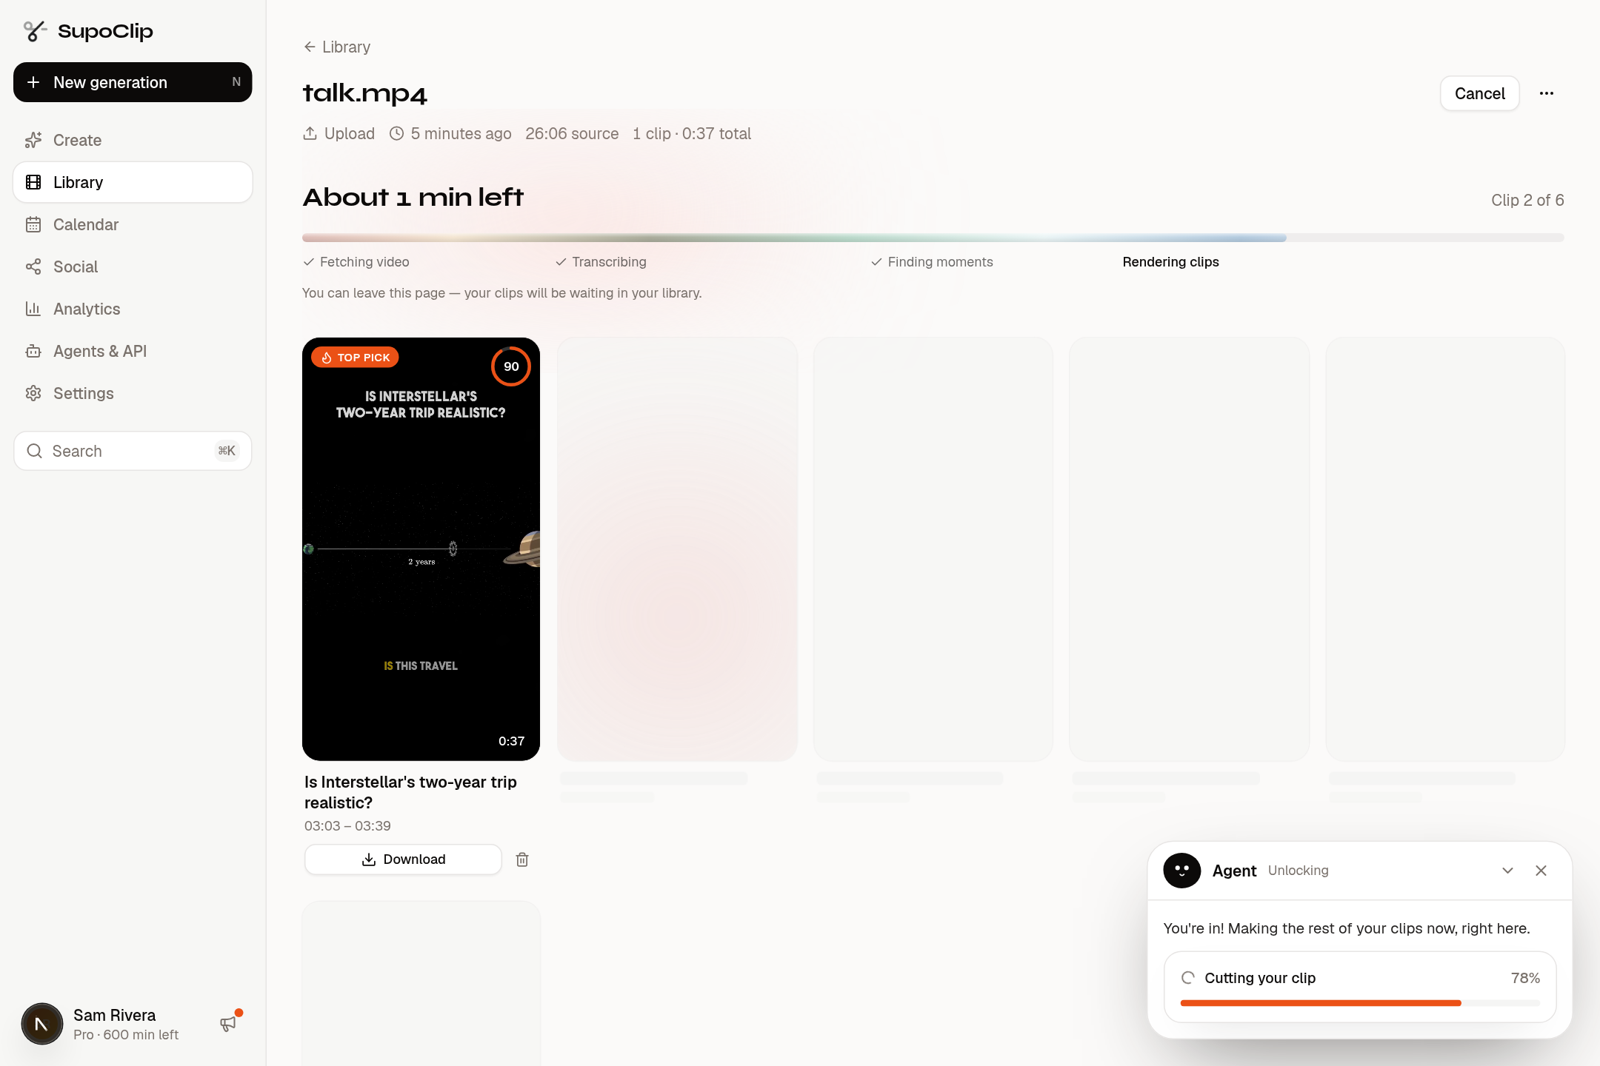 SupoClip
New generation N
Create
Library
Calendar
Social
Analytics
Agents & API
Settings
Search ⌘K
Sam Rivera
Pro · 600 min left
Library
talk.mp4
Cancel
Upload 5 minutes ago 26:06 source 1 clip · 0:37 total
About 1 min left
Clip 2 of 6
Fetching video Transcribing Finding moments Rendering clips
You can leave this page — your clips will be waiting in your library.
TOP PICK
90
IS INTERSTELLAR'S
TWO-YEAR TRIP REALISTIC?
2 years
IS THIS TRAVEL
0:37
Is Interstellar's two-year trip
realistic?
03:03 – 03:39
Download
Agent Unlocking
You're in! Making the rest of your clips now, right here.
Cutting your clip 78%